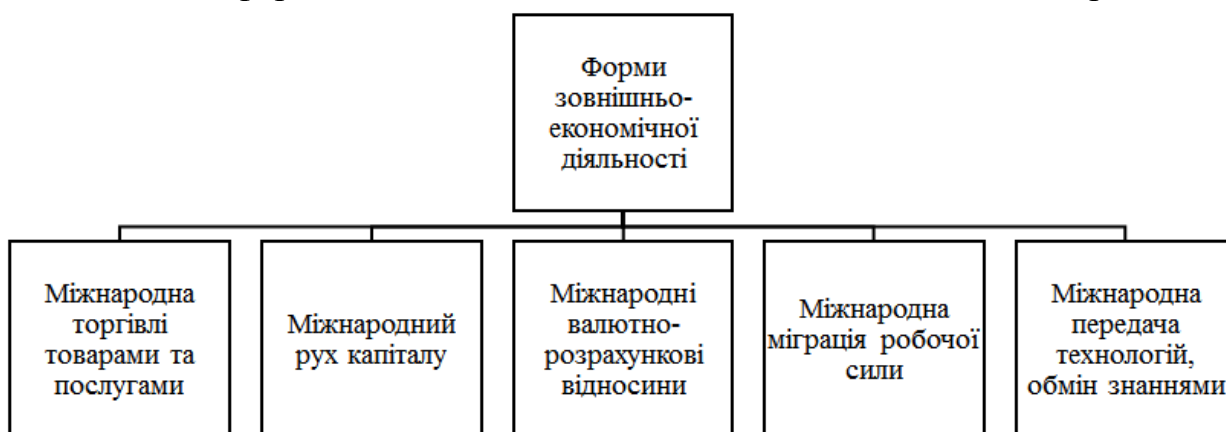 Форми
зовнішньо-
економічної
діяльності
Міжнародна
торгівлі
товарами та
послугами
Міжнародний
рух капіталу
Міжнародні
валютно-
розрахункові
відносини
Міжнародна
міграція робочої
сили
Міжнародна
передача
технологій,
обмін знаннями